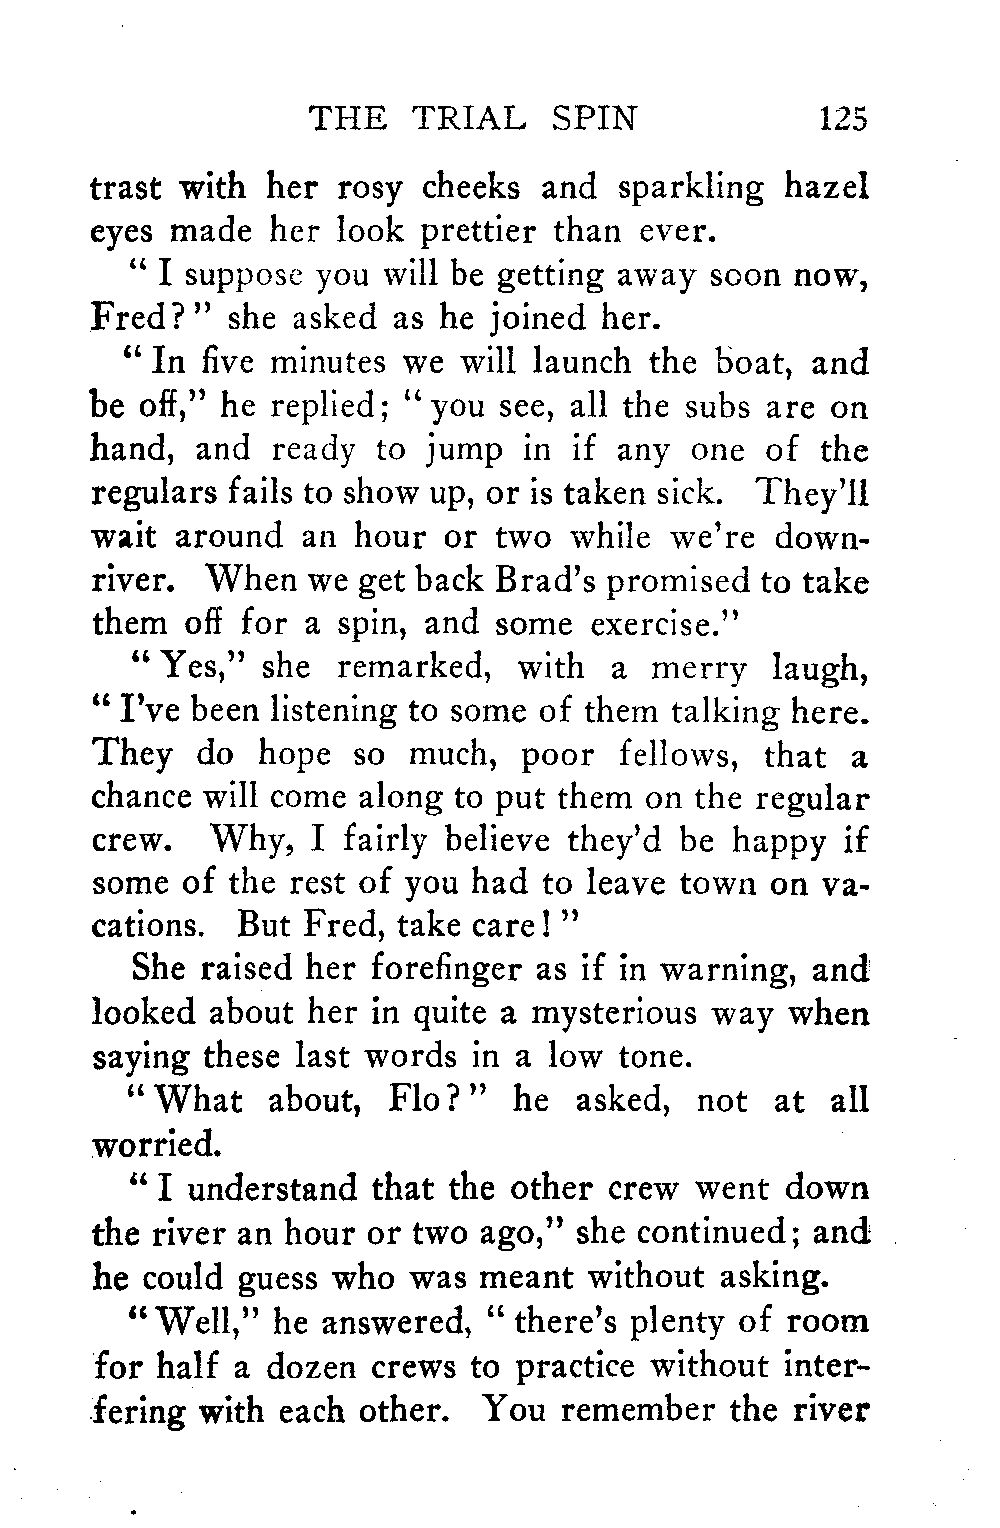 THE TRIAL SPIN 125
trast with her rosy cheeks and sparkling hazel
eyes made her look prettier than ever.
“ I suppose you will be getting away soon now,
Fred? ” she asked as he joined her.
“ In five minutes we will launch the boat, and
be off,” he replied; “ you see, all the subs are on
hand, and ready to jump in if any one of the
regulars fails to show up, or is taken sick. They’ll
wait around an hour or two while we’re down-
river. When we get back Brad’s promised to take
them off for a spin, and some exercise.”
“ Yes,” she remarked, with a merry laugh,
“ I’ve been listening to some of them talking here.
They do hope so much, poor fellows, that a
chance will come along to put them on the regular
crew. Why, I fairly believe they’d be happy if
some of the rest of you had to leave town on va-
cations. But Fred, take care! ”
She raised her forefinger as if in warning, and
looked about her in quite a mysterious way when
saying these last words in a low tone.
“ What about, Flo? ” he asked, not at all
worried.
“ I understand that the other crew went down
the river an hour or two ago,” she continued; and
he could guess who was meant without asking.
“ Well,” he answered, “ there’s plenty of room
for half a dozen crews to practice without inter-
fering with each other. You remember the river